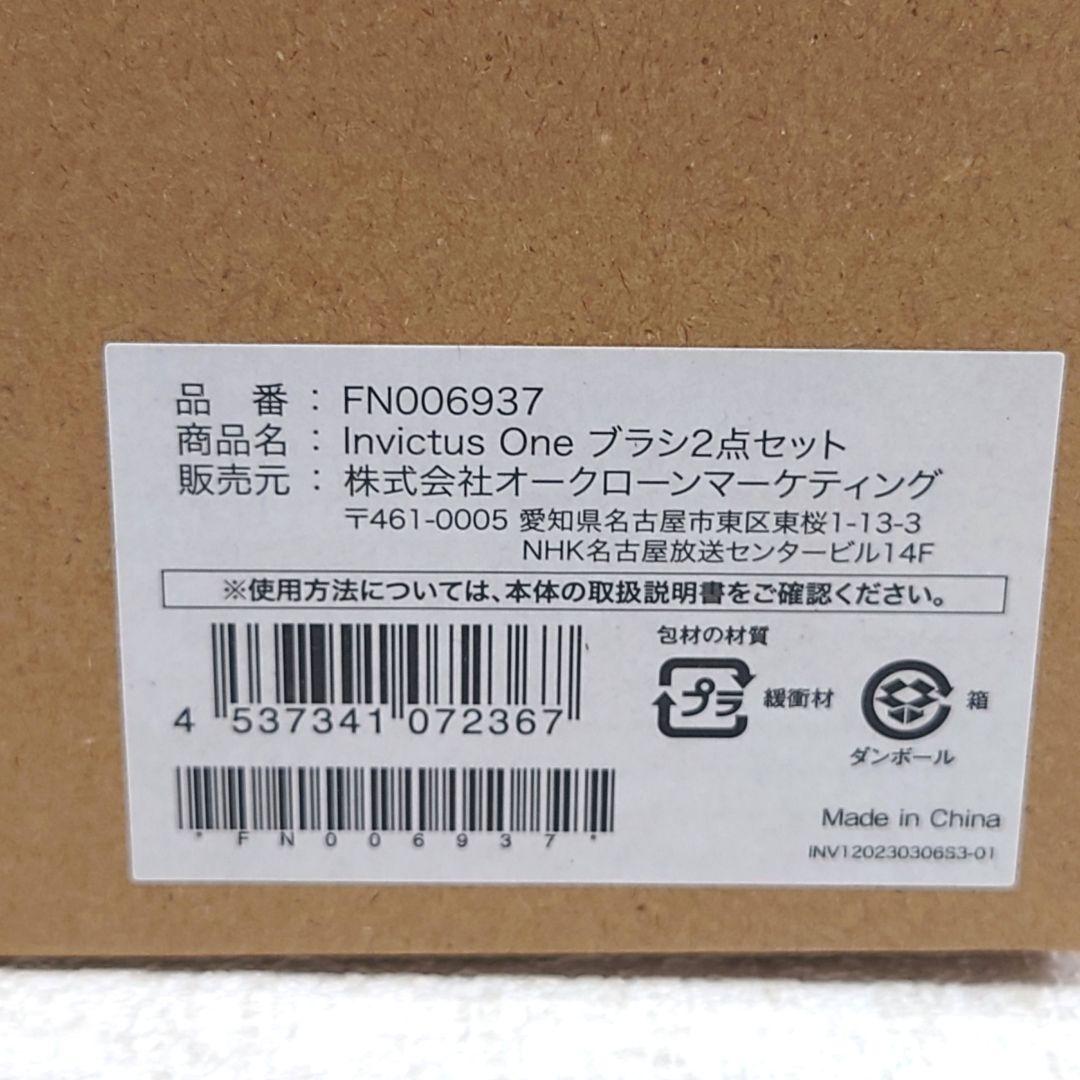 品 番 : FN006937
商品名 : Invictus One ブラシ2点セット
販売元 : 株式会社オークローンマーケティング
〒461-0005 愛知県名古屋市東区東桜1-13-3
NHK名古屋放送センタービル14F
※使用方法については、本体の取扱説明書をご確認ください。
包材の材質
プラ 緩衝材
箱
ダンボール
4 537341 072367
*FN006937*
Made in China
INV120230306S3-01